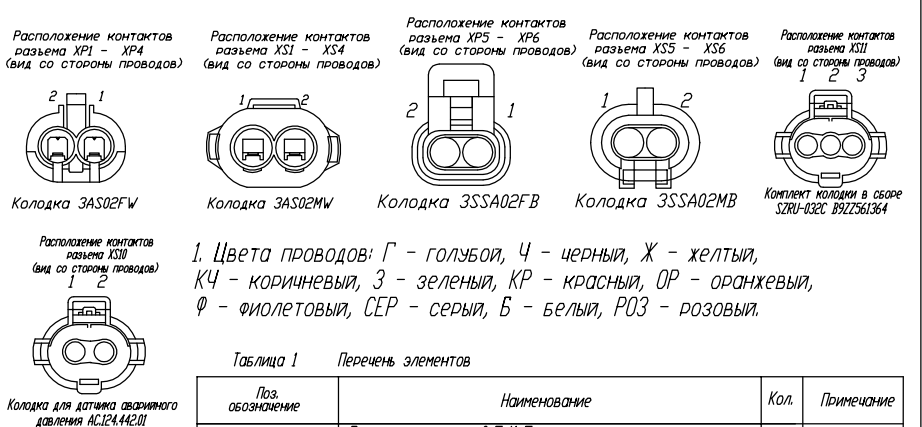 Расположение контактов
разъема XP1 - XP4
(вид со стороны проводов)
2 1
Колодка 3AS02FW
Расположение контактов
разъема XS1 - XS4
(вид со стороны проводов)
1 2
Колодка 3AS02MW
Расположение контактов
разъема XP5 - XP6
(вид со стороны проводов)
2 1
Колодка 3SSA02FB
Расположение контактов
разъема XS5 - XS6
(вид со стороны проводов)
1 2
Колодка 3SSA02MB
Расположение контактов
разъема XS11
(вид со стороны проводов)
1 2 3
Комплект колодки в сборе
SZRU-032C B9ZZ561364
Расположение контактов
разъема XS10
(вид со стороны проводов)
1 2
Колодка для датчика аварийного
давления АС.124.442.01
1. Цвета проводов: Г - голубой, Ч - черный, Ж - желтый,
КЧ - коричневый, З - зеленый, КР - красный, ОР - оранжевый,
Ф - фиолетовый, СЕР - серый, Б - белый, РОЗ - розовый.
Таблица 1 Перечень элементов
Поз.
обозначение
Наименование
Кол.
Примечание